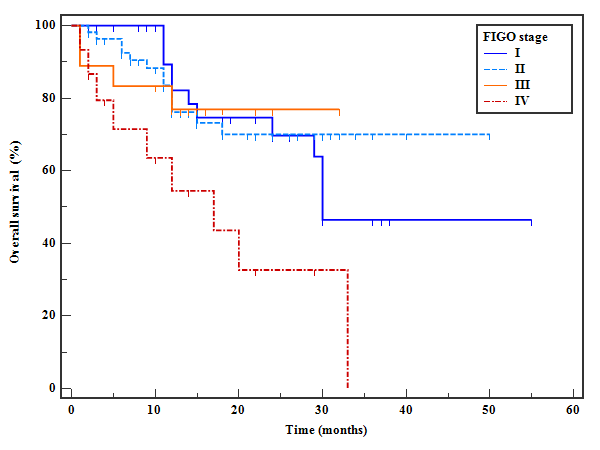 FIGO stage
I
II
III
IV
Overall survival (%)
100
80
60
40
20
0
0 10 20 30 40 50 60
Time (months)